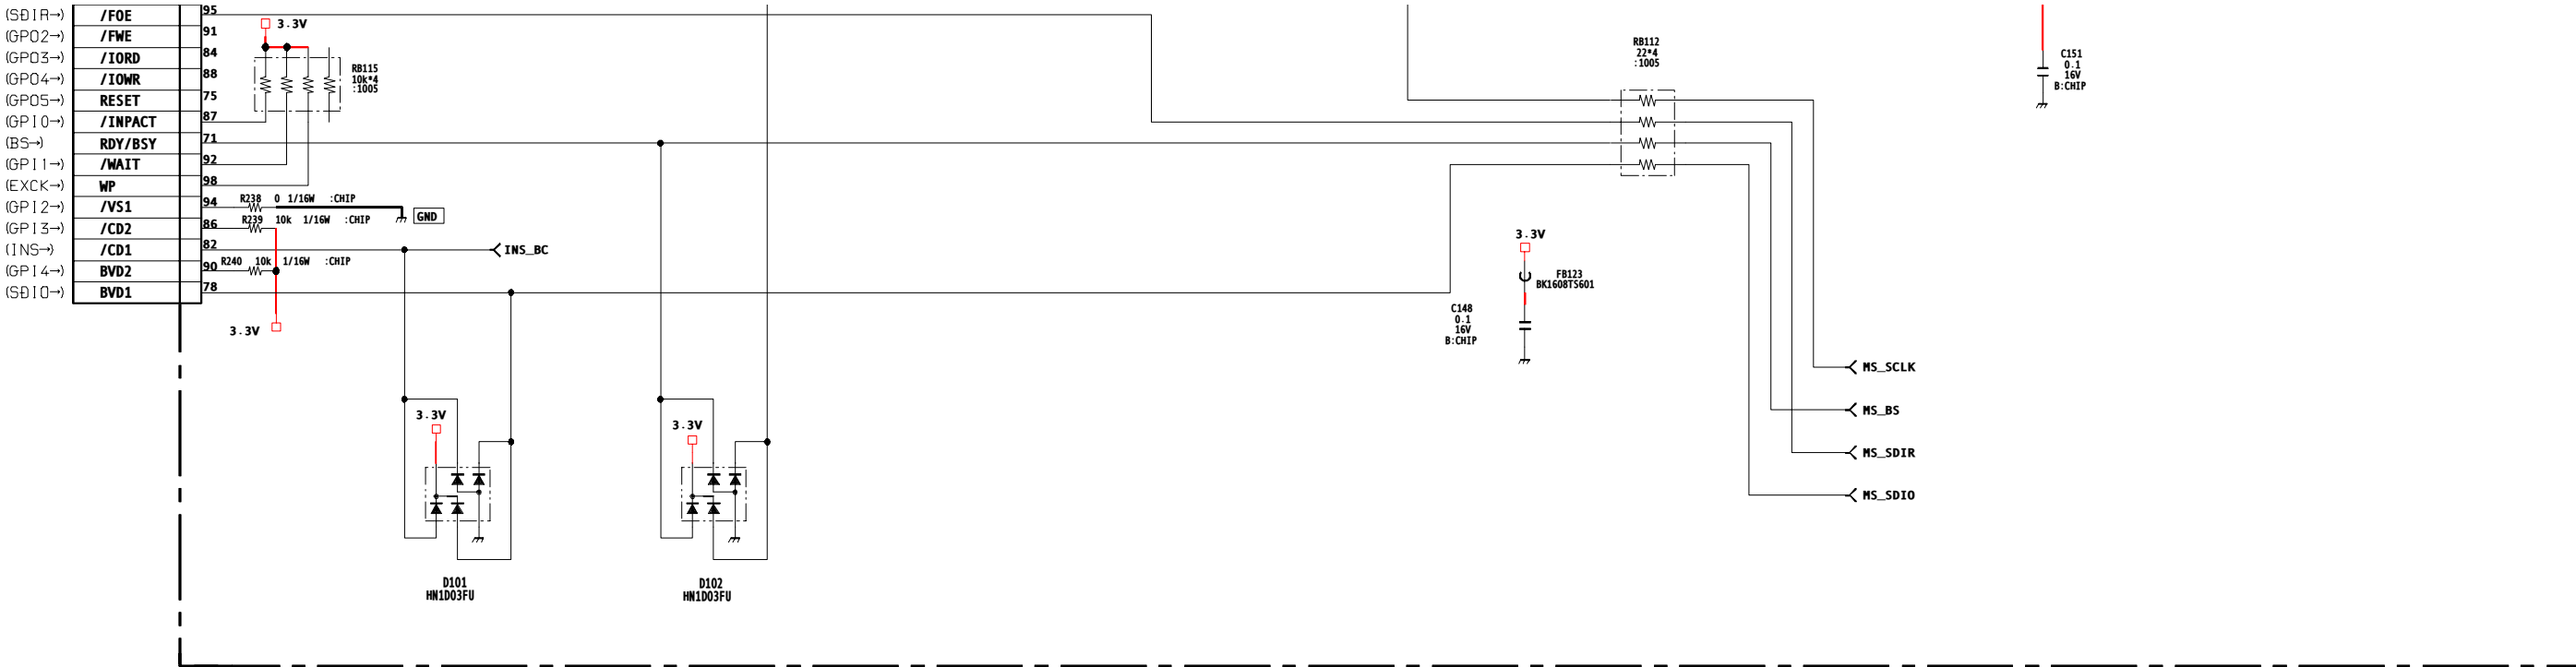 (SDIR→) /FOE 95
(GPO2→) /FWE 91
(GPO3→) /IORD 84
(GPO4→) /IOWR 88
(GPO5→) RESET 75
(GPI0→) /INPACT 87
(BS→) RDY/BSY 71
(GPI1→) /WAIT 92
(EXCK→) WP 98
(GPI2→) /VS1 94
(GPI3→) /CD2 86
(INS→) /CD1 82
(GPI4→) BVD2 90
(SDIO→) BVD1 78
3.3V
RB115
10k*4
:1005
R238 0 1/16W :CHIP
GND
R239 10k 1/16W :CHIP
INS_BC
R240 10k 1/16W :CHIP
3.3V
RB112
22*4
:1005
C151
0.1
16V
B:CHIP
3.3V
FB123
BK1608TS601
C148
0.1
16V
B:CHIP
MS_SCLK
MS_BS
MS_SDIR
MS_SDIO
3.3V
D101
HN1D03FU
3.3V
D102
HN1D03FU